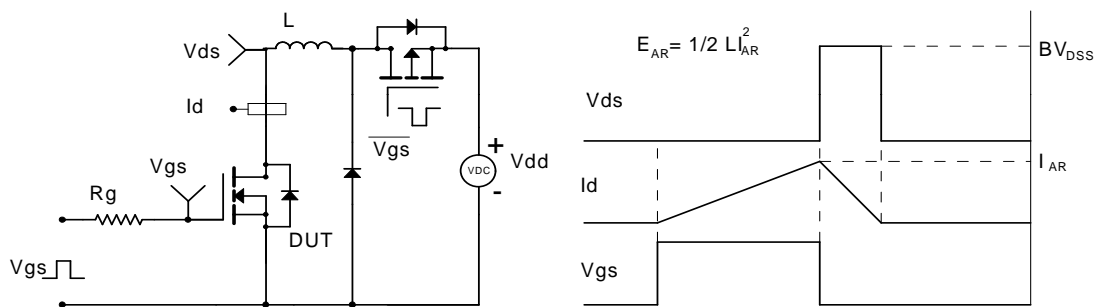 L
Vds
Id
Vgs
Vgs
+
Vdd
VDC
-
Rg
DUT
Vgs
E_AR = 1/2 LI²_AR
BV_DSS
Vds
I_AR
Id
Vgs